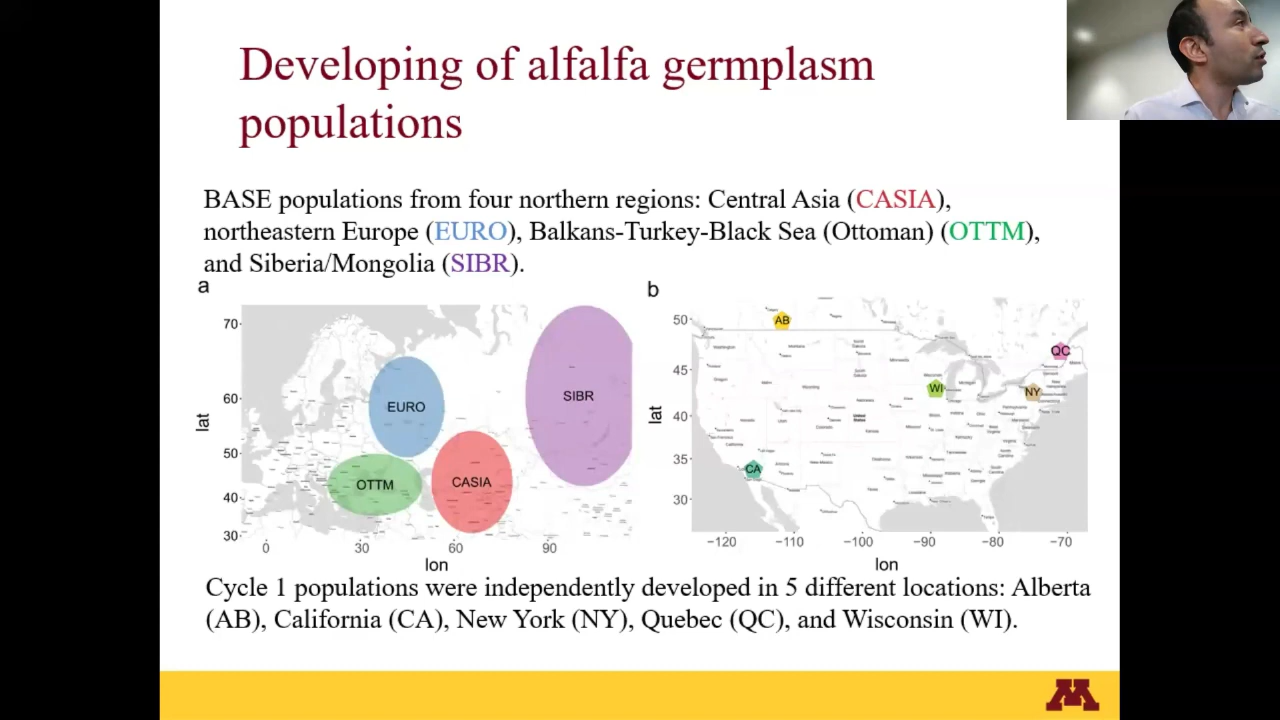 Developing of alfalfa germplasm
populations
BASE populations from four northern regions: Central Asia (CASIA),
northeastern Europe (EURO), Balkans-Turkey-Black Sea (Ottoman) (OTTM),
and Siberia/Mongolia (SIBR).
a
70
60
50
40
30
lat
EURO
OTTM
CASIA
SIBR
0 30 60 90
lon
b
50
45
40
35
30
lat
AB
QC
WI
NY
CA
−120 −110 −100 −90 −80 −70
lon
Cycle 1 populations were independently developed in 5 different locations: Alberta
(AB), California (CA), New York (NY), Quebec (QC), and Wisconsin (WI).
M